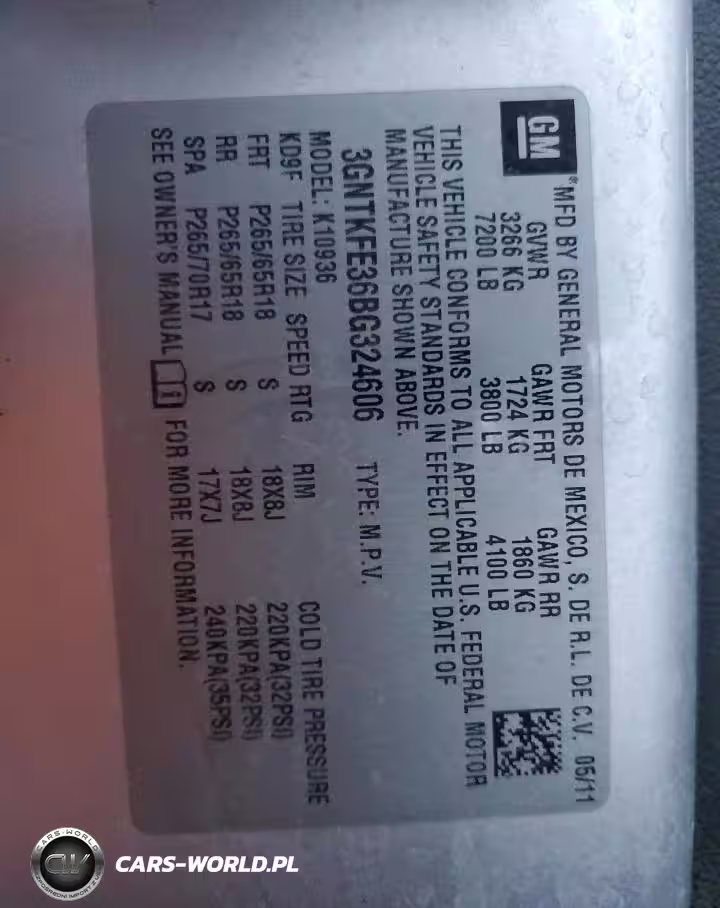 GM
®MFD BY GENERAL MOTORS DE MEXICO, S. DE R.L. DE C.V. 05/11
GVWR GAWR FRT GAWR RR
3266 KG 1724 KG 1860 KG
7200 LB 3800 LB 4100 LB
THIS VEHICLE CONFORMS TO ALL APPLICABLE U.S. FEDERAL MOTOR
VEHICLE SAFETY STANDARDS IN EFFECT ON THE DATE OF
MANUFACTURE SHOWN ABOVE.
3GNTKFE36BG324606 TYPE: M.P.V.
MODEL: K10936
KD9F TIRE SIZE SPEED RTG RIM COLD TIRE PRESSURE
FRT P265/65R18 S 18X8J 220KPA(32PSI)
RR P265/65R18 S 18X8J 220KPA(32PSI)
SPA P265/70R17 S 17X7J 240KPA(35PSI)
SEE OWNER'S MANUAL FOR MORE INFORMATION.
CARS-WORLD
CW
CARS-WORLD.PL